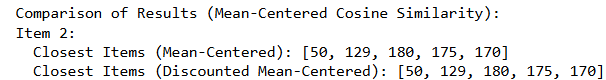 Comparison of Results (Mean-Centered Cosine Similarity):
Item 2:
  Closest Items (Mean-Centered): [50, 129, 180, 175, 170]
  Closest Items (Discounted Mean-Centered): [50, 129, 180, 175, 170]